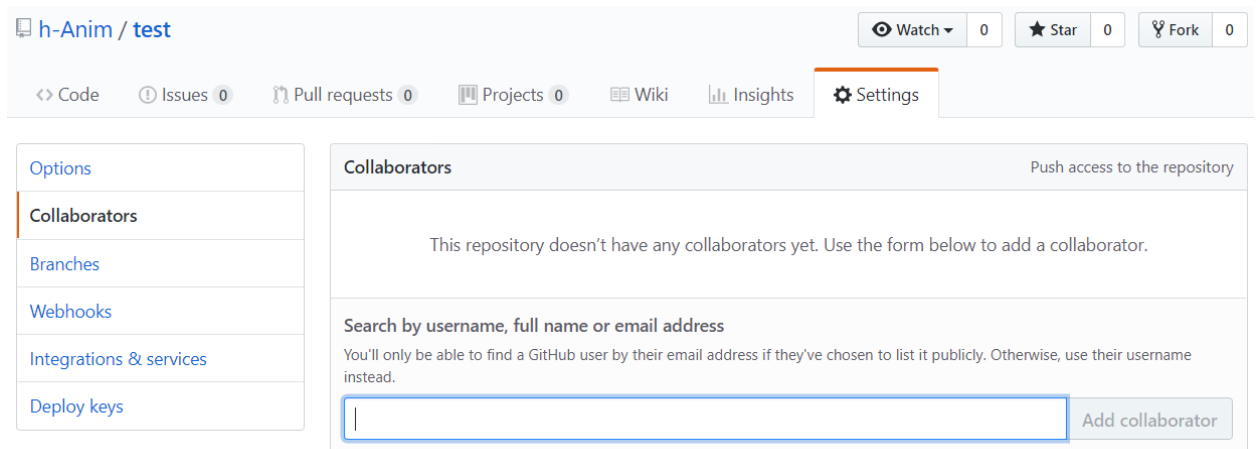 h-Anim / test
Watch 0 Star 0 Fork 0
Code Issues 0 Pull requests 0 Projects 0 Wiki Insights Settings
Options
Collaborators
Branches
Webhooks
Integrations & services
Deploy keys
Collaborators Push access to the repository
This repository doesn’t have any collaborators yet. Use the form below to add a collaborator.
Search by username, full name or email address
You'll only be able to find a GitHub user by their email address if they've chosen to list it publicly. Otherwise, use their username
instead.
Add collaborator